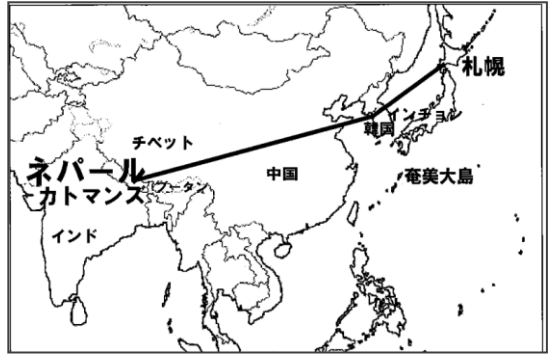 札幌
インチョン
韓国
チベット
ネパール
ブータン
中国
奄美大島
カトマンズ
インド